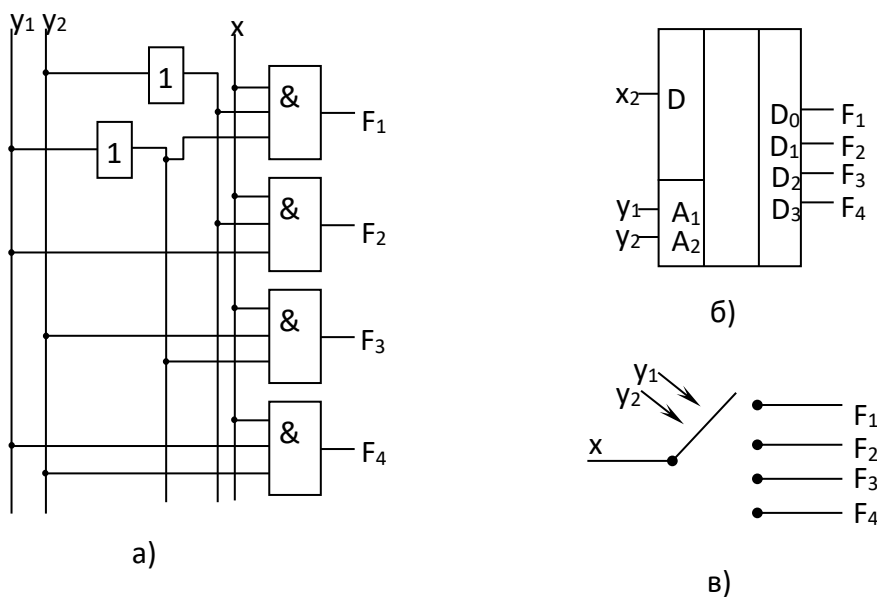 y₁ y₂
x
1
&
F₁
1
&
F₂
&
F₃
&
F₄
а)
x₂ D
D₀ F₁
D₁ F₂
D₂ F₃
D₃ F₄
y₁ A₁
y₂ A₂
б)
y₁
y₂
x
F₁
F₂
F₃
F₄
в)